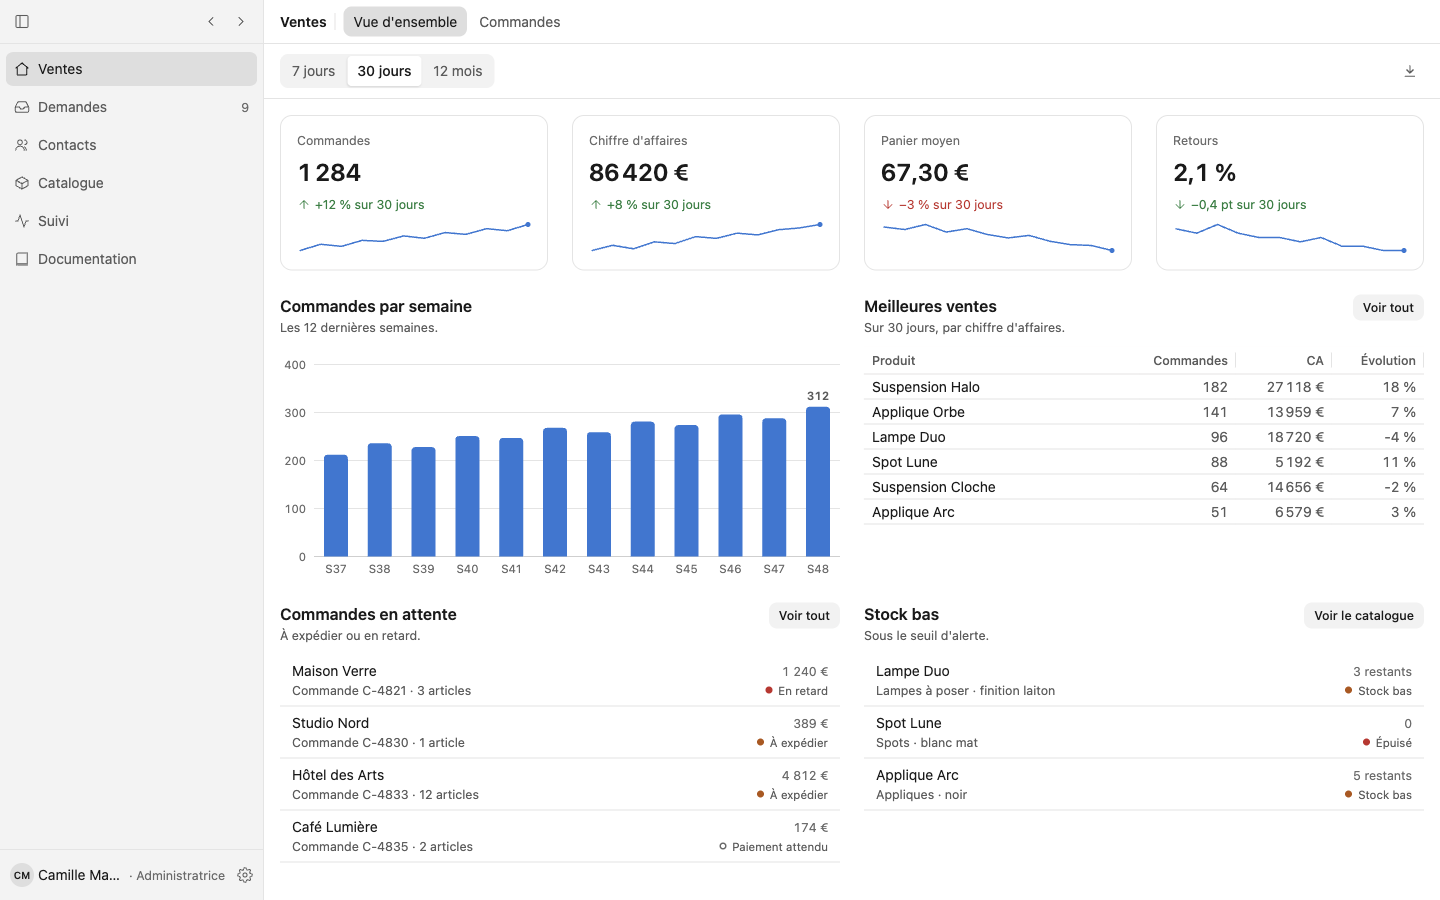 Ventes
Demandes 9
Contacts
Catalogue
Suivi
Documentation
CM Camille Ma... · Administratrice
Ventes Vue d'ensemble Commandes
7 jours 30 jours 12 mois
Commandes
1 284
+12 % sur 30 jours
Chiffre d'affaires
86 420 €
+8 % sur 30 jours
Panier moyen
67,30 €
−3 % sur 30 jours
Retours
2,1 %
−0,4 pt sur 30 jours
Commandes par semaine
Les 12 dernières semaines.
400
300
200
100
0
312
S37 S38 S39 S40 S41 S42 S43 S44 S45 S46 S47 S48
Meilleures ventes Voir tout
Sur 30 jours, par chiffre d'affaires.
Produit Commandes CA Évolution
Suspension Halo 182 27 118 € 18 %
Applique Orbe 141 13 959 € 7 %
Lampe Duo 96 18 720 € -4 %
Spot Lune 88 5 192 € 11 %
Suspension Cloche 64 14 656 € -2 %
Applique Arc 51 6 579 € 3 %
Commandes en attente Voir tout
À expédier ou en retard.
Maison Verre 1 240 €
Commande C-4821 · 3 articles En retard
Studio Nord 389 €
Commande C-4830 · 1 article À expédier
Hôtel des Arts 4 812 €
Commande C-4833 · 12 articles À expédier
Café Lumière 174 €
Commande C-4835 · 2 articles Paiement attendu
Stock bas Voir le catalogue
Sous le seuil d'alerte.
Lampe Duo 3 restants
Lampes à poser · finition laiton Stock bas
Spot Lune 0
Spots · blanc mat Épuisé
Applique Arc 5 restants
Appliques · noir Stock bas